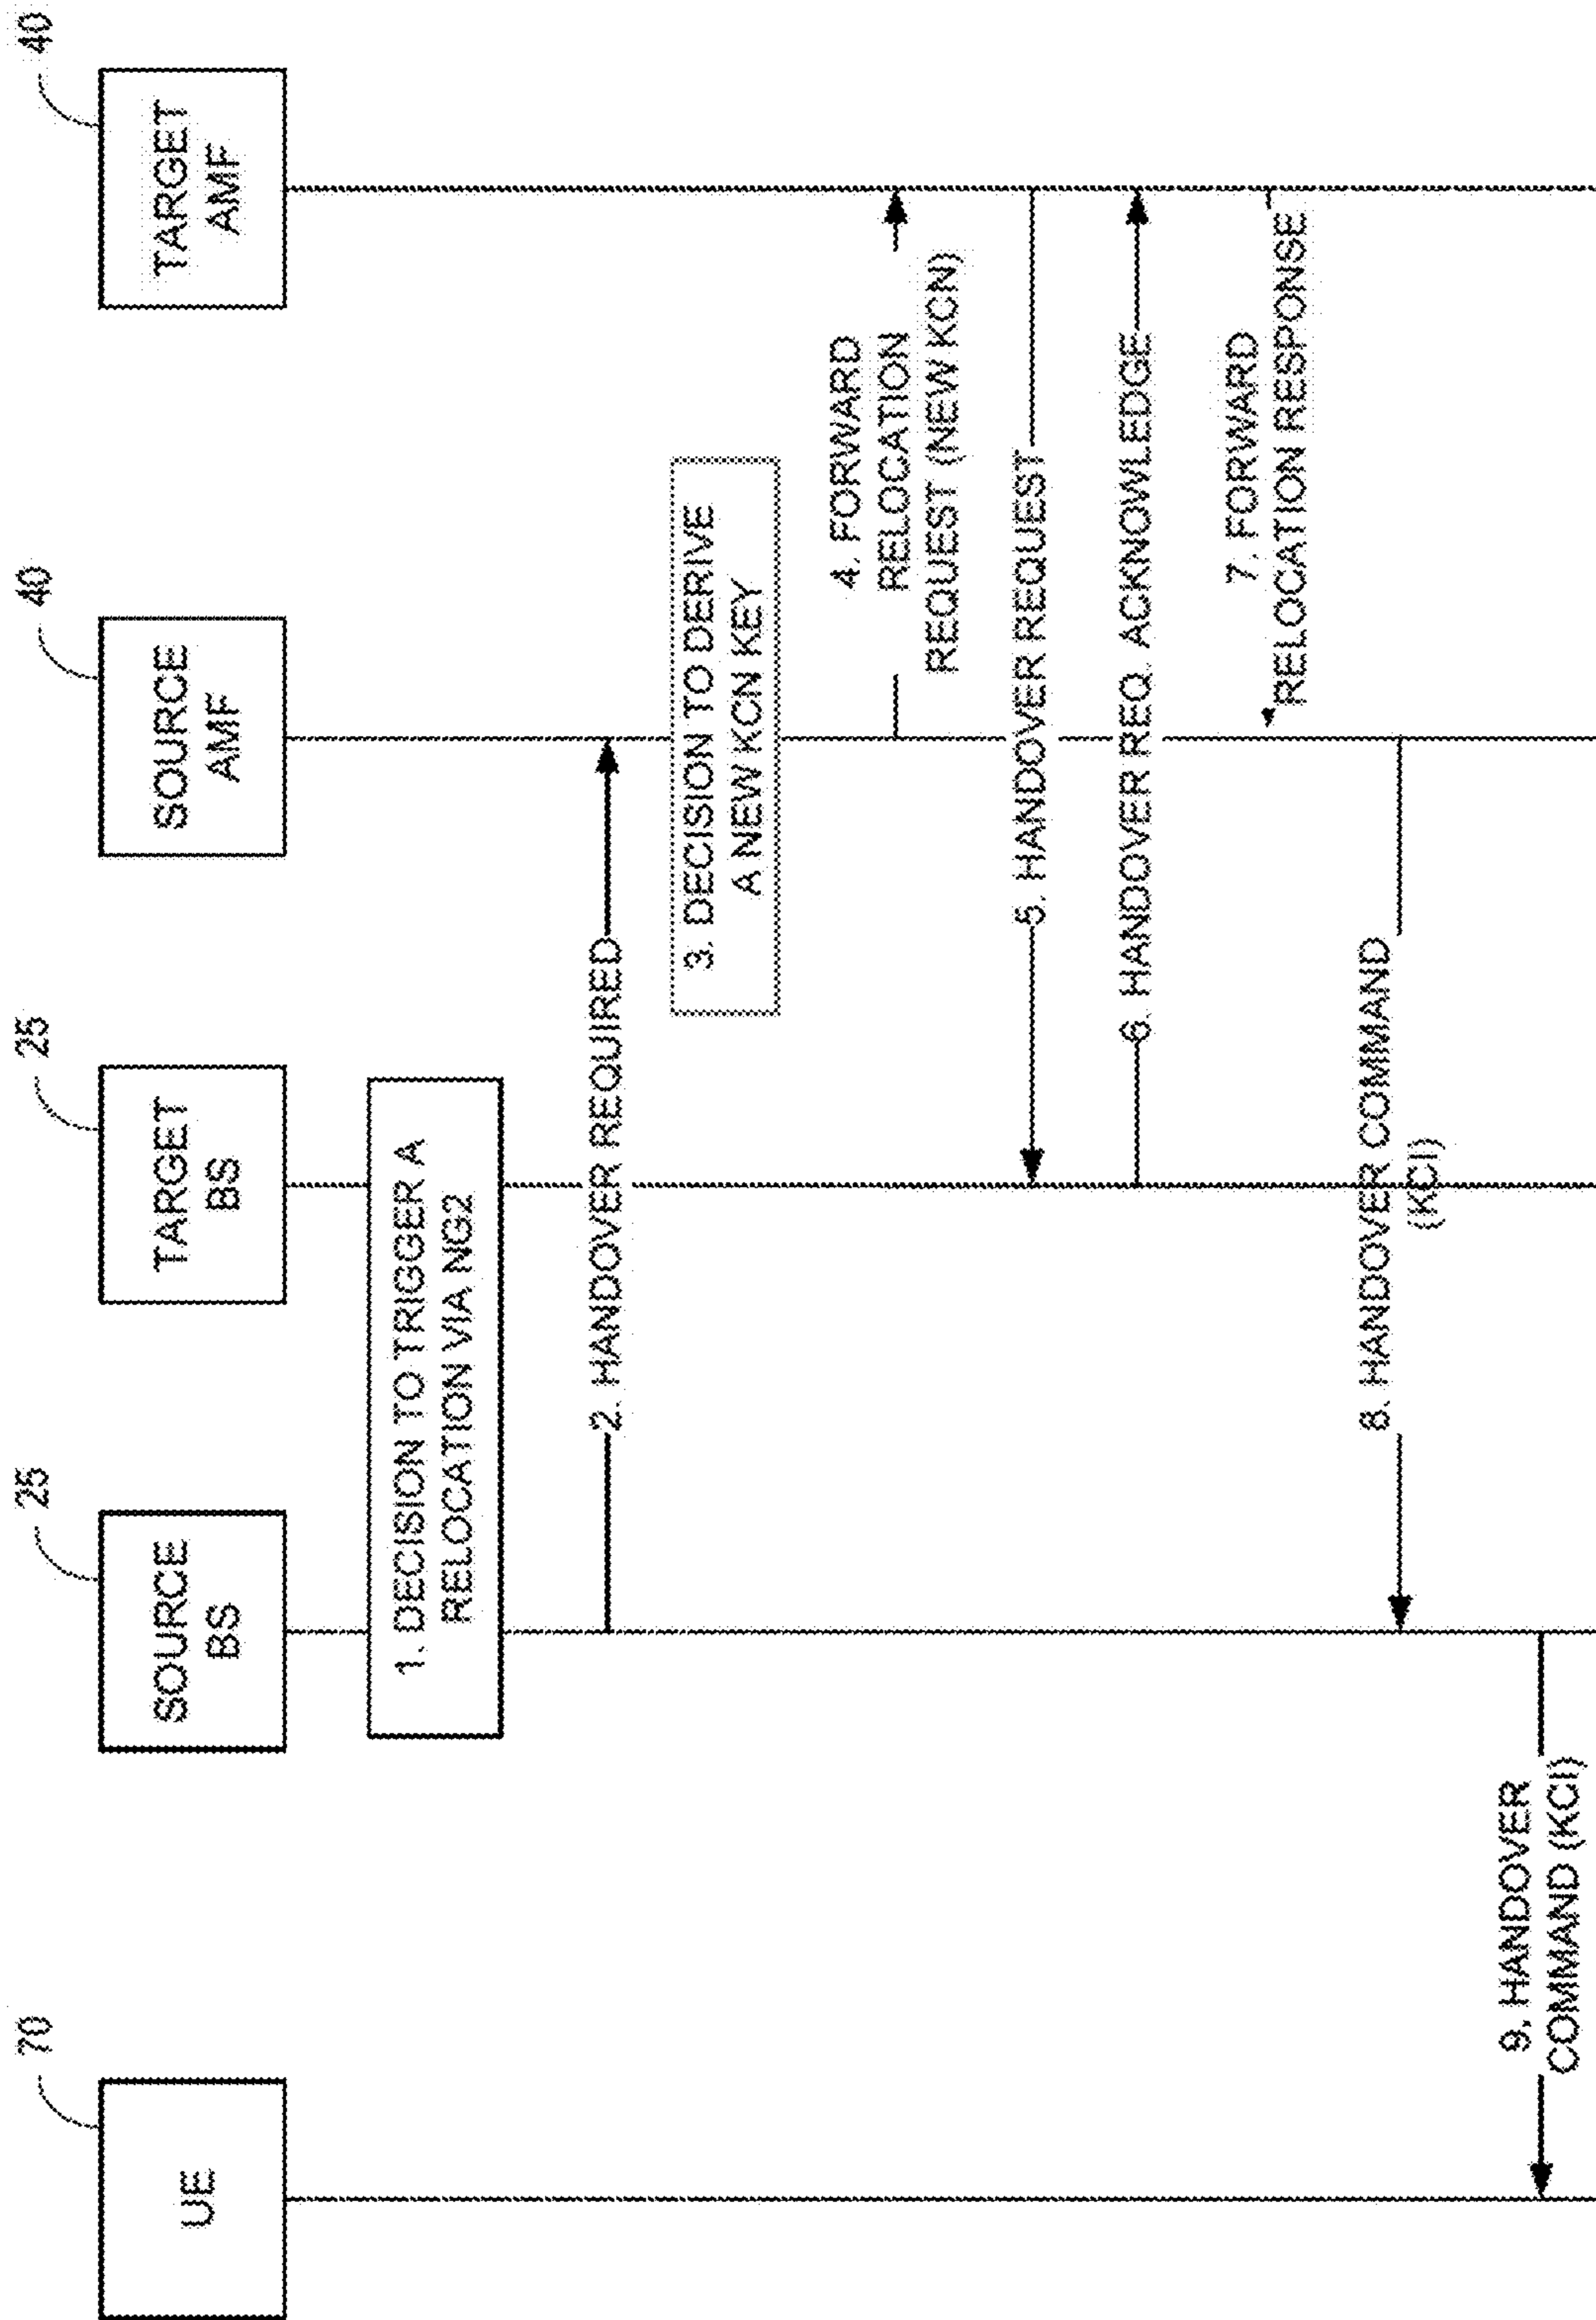 70
25
25
40
40
UE
SOURCE
BS
TARGET
BS
SOURCE
AMF
TARGET
AMF
1. DECISION TO TRIGGER A
RELOCATION VIA NG2
2. HANDOVER REQUIRED
3. DECISION TO DERIVE
A NEW KCN KEY
4. FORWARD
RELOCATION
REQUEST (NEW KCN)
5. HANDOVER REQUEST
6. HANDOVER REQ. ACKNOWLEDGE
7. FORWARD
RELOCATION RESPONSE
8. HANDOVER COMMAND
(KCI)
9. HANDOVER
COMMAND (KCI)